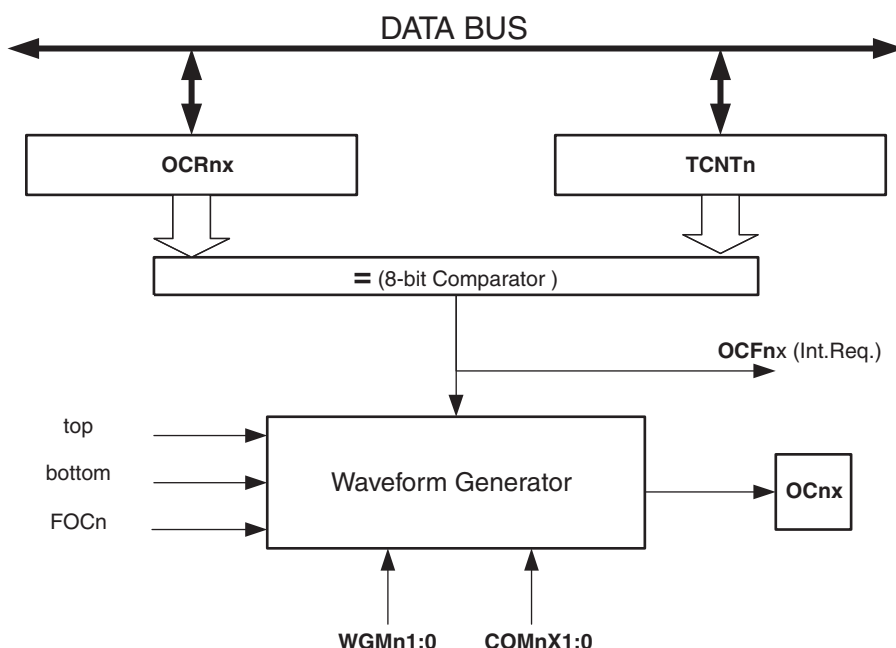 DATA BUS
OCRnx
TCNTn
= (8-bit Comparator )
OCFnx (Int.Req.)
top
bottom
FOCn
Waveform Generator
OCnx
WGMn1:0
COMnX1:0